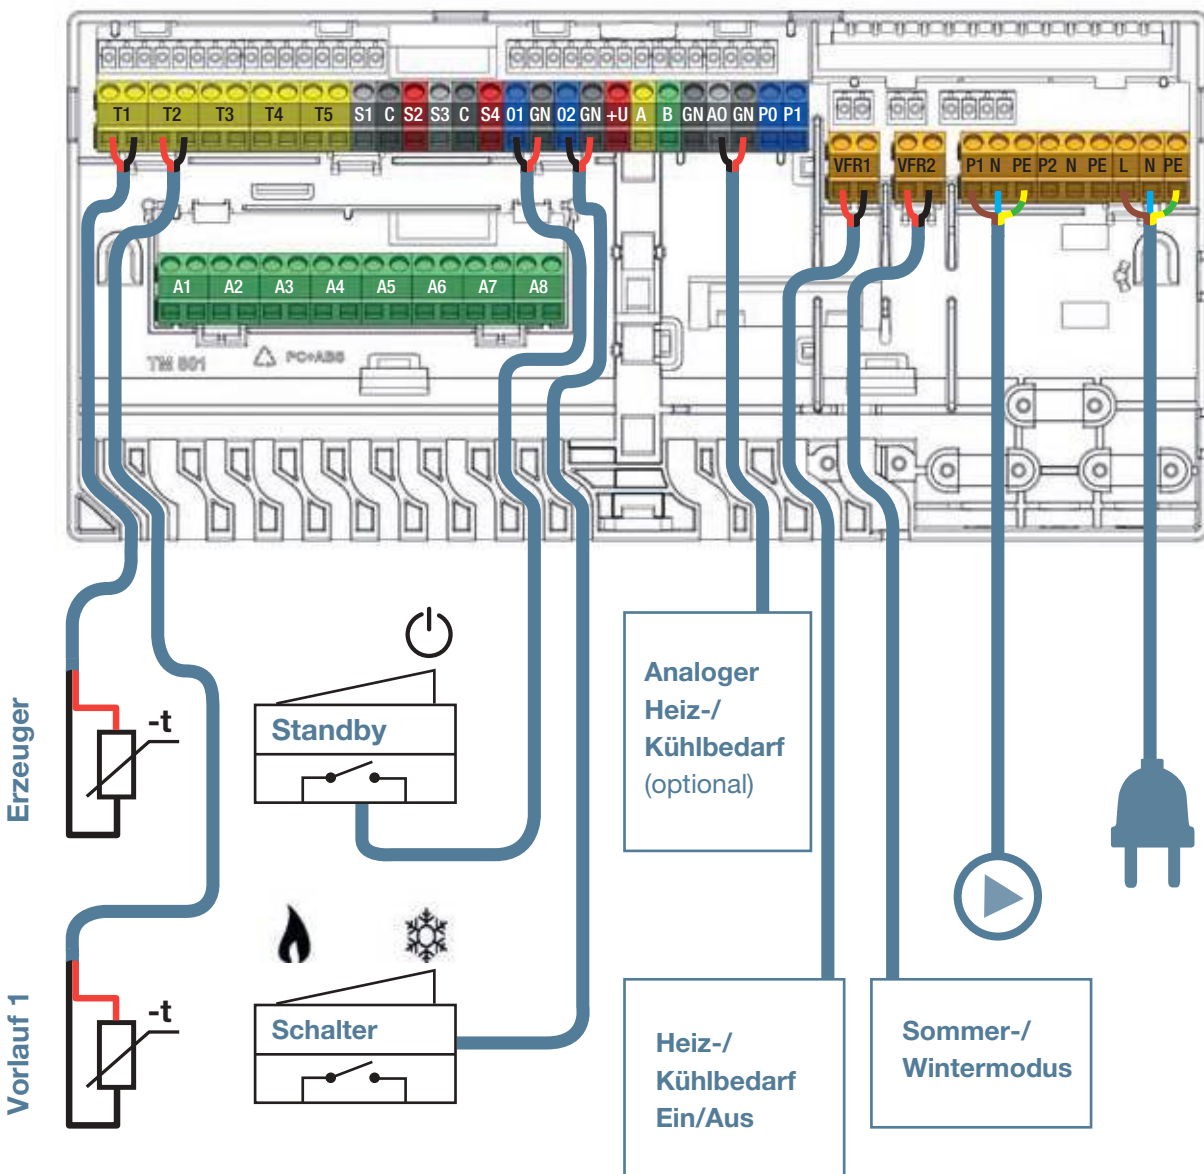 T1 T2 T3 T4 T5 S1 C S2 S3 C S4 01 GN 02 GN +U A B GN AO GN P0 P1
VFR1 VFR2 P1 N PE P2 N PE L N PE
A1 A2 A3 A4 A5 A6 A7 A8
TM 801 PC+ABS
Erzeuger
-t
Standby
Analoger
Heiz-/
Kühlbedarf
(optional)
Vorlauf 1
-t
Schalter
Heiz-/
Kühlbedarf
Ein/Aus
Sommer-/
Wintermodus